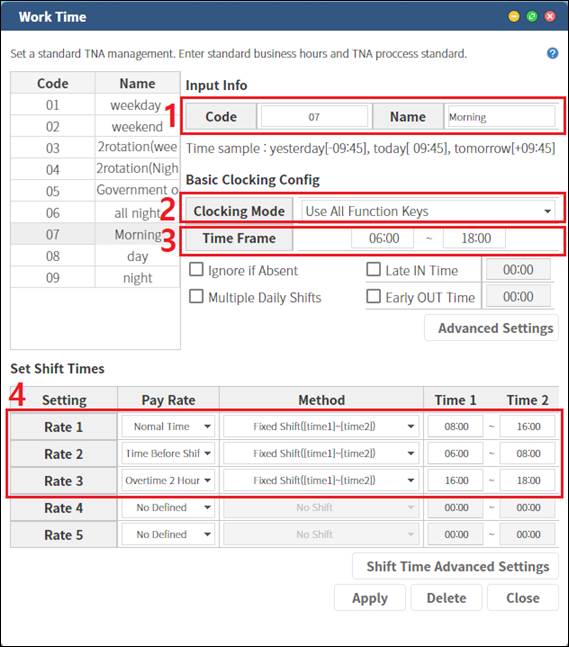 Work Time
Set a standard TNA management. Enter standard business hours and TNA proccess standard.
Code Name
01 weekday
02 weekend
03 2rotation(wee
04 2rotation(Nigh
05 Government o
06 all night
07 Morning
08 day
09 night
Input Info
1 Code 07 Name Morning
Time sample : yesterday[-09:45], today[ 09:45], tomorrow[+09:45]
Basic Clocking Config
2 Clocking Mode Use All Function Keys
3 Time Frame 06:00 ~ 18:00
Ignore if Absent Late IN Time 00:00
Multiple Daily Shifts Early OUT Time 00:00
Advanced Settings
Set Shift Times
4
Setting Pay Rate Method Time 1 Time 2
Rate 1 Nomal Time Fixed Shift([time1]~[time2]) 08:00 ~ 16:00
Rate 2 Time Before Shif Fixed Shift([time1]~[time2]) 06:00 ~ 08:00
Rate 3 Overtime 2 Hour Fixed Shift([time1]~[time2]) 16:00 ~ 18:00
Rate 4 No Defined No Shift 00:00 ~ 00:00
Rate 5 No Defined No Shift 00:00 ~ 00:00
Shift Time Advanced Settings
Apply Delete Close